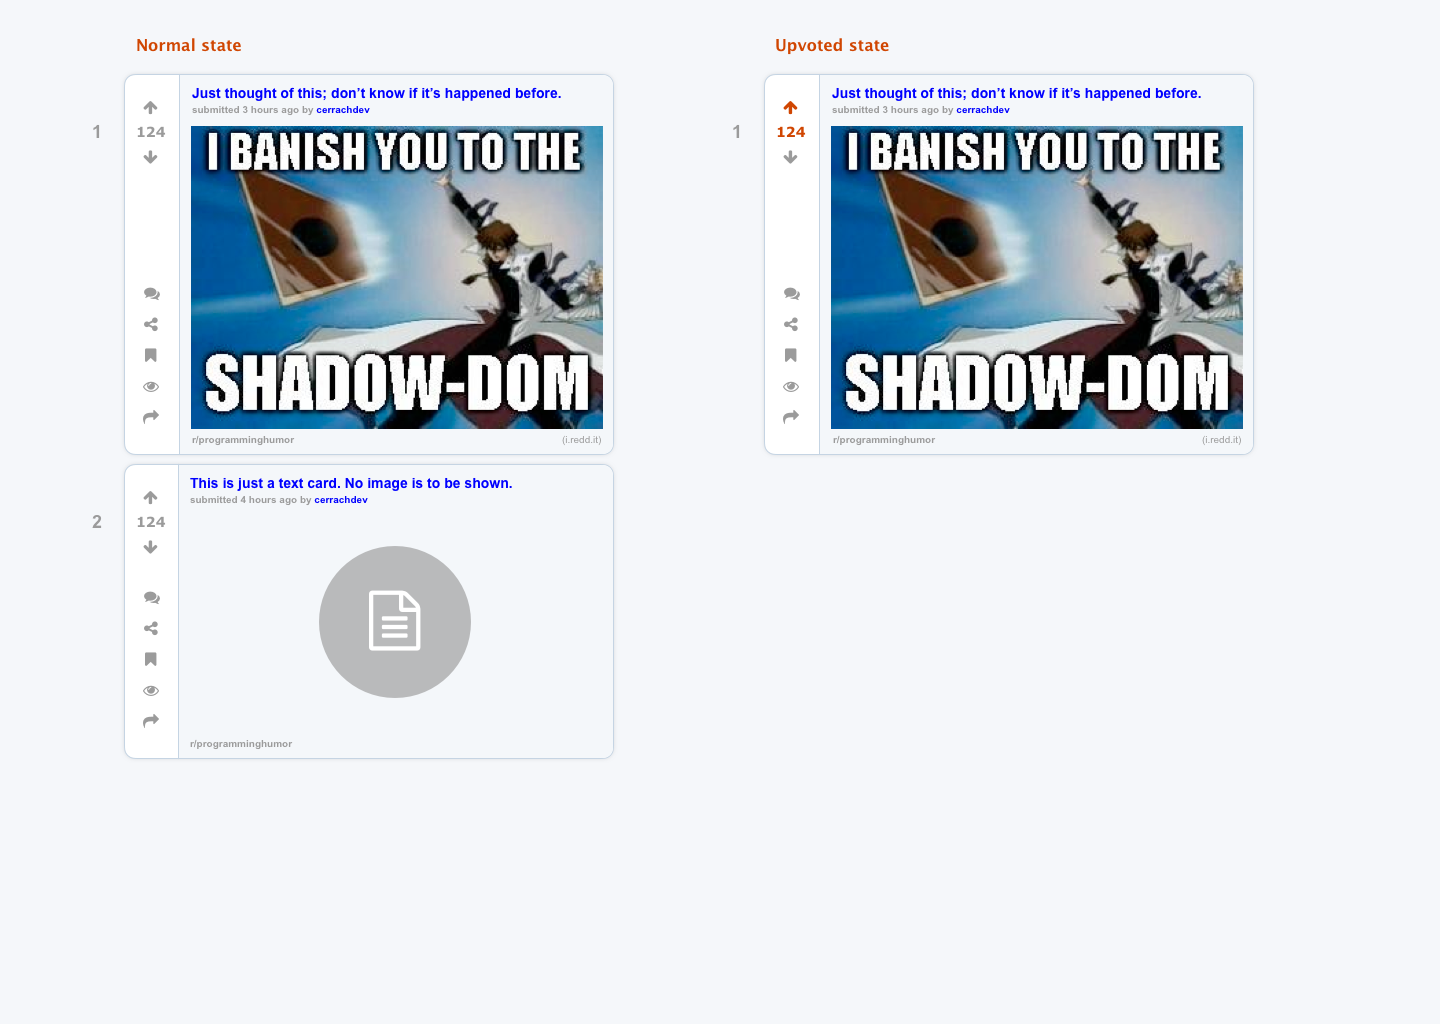 Normal state
1
124
Just thought of this; don't know if it's happened before.
submitted 3 hours ago by cerrachdev
I BANISH YOU TO THE
SHADOW-DOM
r/programminghumor (i.redd.it)
2
124
This is just a text card. No image is to be shown.
submitted 4 hours ago by cerrachdev
r/programminghumor
Upvoted state
1
124
Just thought of this; don't know if it's happened before.
submitted 3 hours ago by cerrachdev
I BANISH YOU TO THE
SHADOW-DOM
r/programminghumor (i.redd.it)